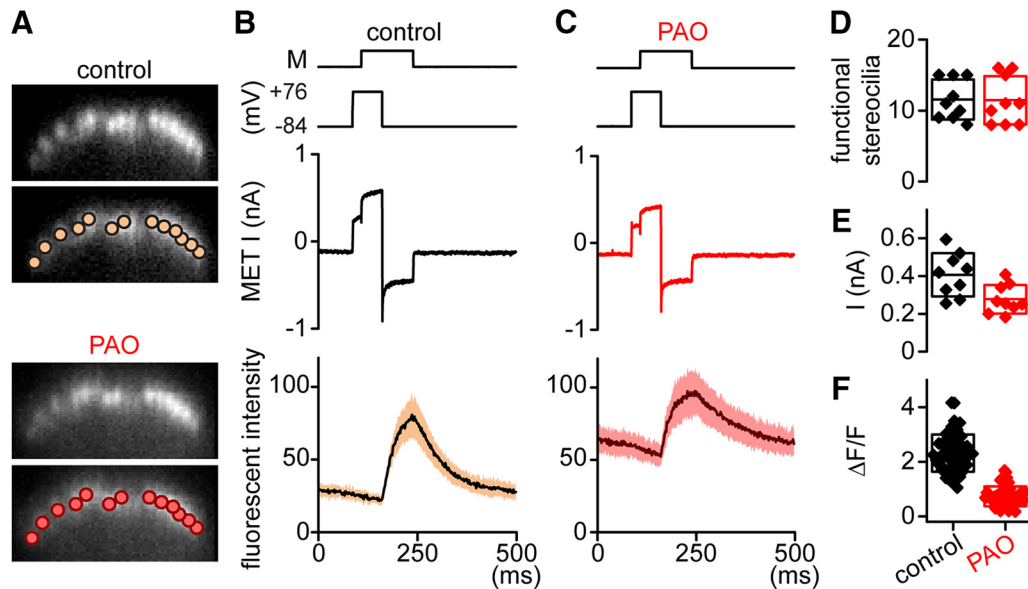 A
control
PAO
B
control
M
+76
(mV)
-84
MET I (nA)
1
0
-1
fluorescent intensity
100
50
0
0
250
500
(ms)
C
PAO
1
0
-1
100
50
0
0
250
500
(ms)
D
functional
stereocilia
20
10
0
E
I (nA)
0.6
0.4
0.2
0
F
ΔF/F
4
2
0
control
PAO